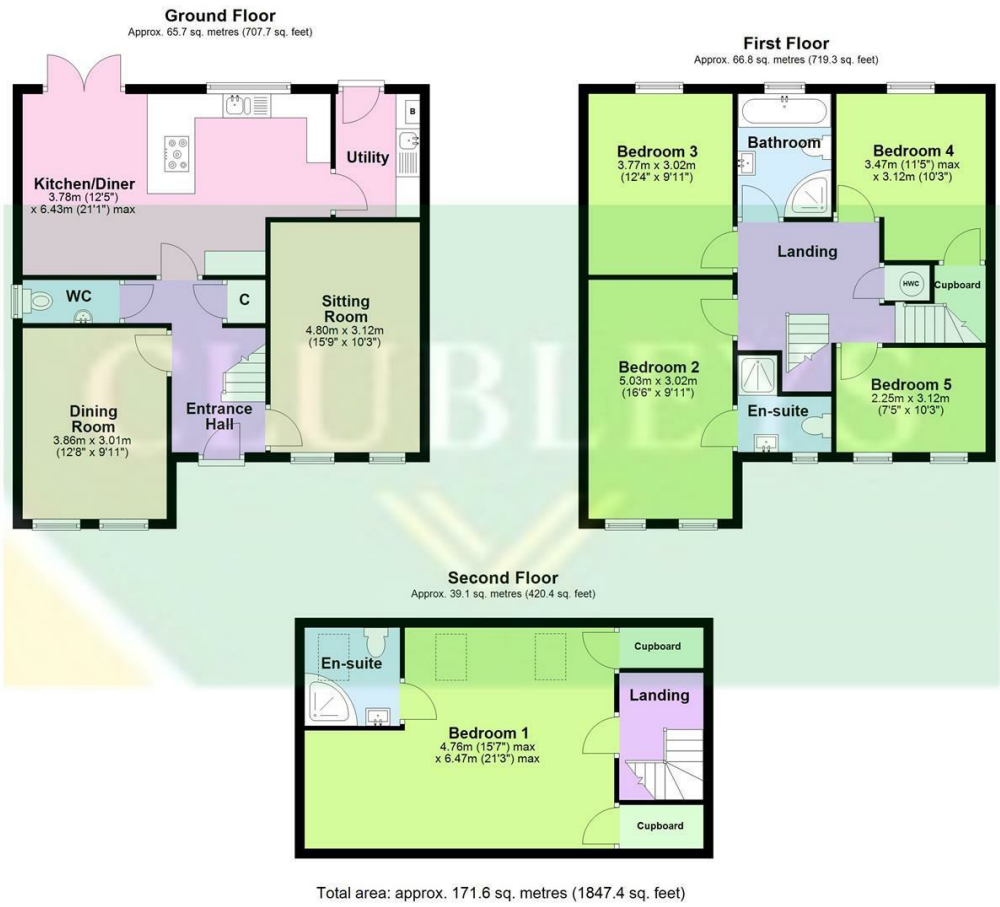 Ground Floor
Approx. 65.7 sq. metres (707.7 sq. feet)
Kitchen/Diner
3.78m (12'5")
x 6.43m (21'1") max
Utility
B
WC
C
Sitting
Room
4.80m x 3.12m
(15'9" x 10'3")
Dining
Room
3.86m x 3.01m
(12'8" x 9'11")
Entrance
Hall
First Floor
Approx. 66.8 sq. metres (719.3 sq. feet)
Bedroom 3
3.77m x 3.02m
(12'4" x 9'11")
Bathroom
Bedroom 4
3.47m (11'5") max
x 3.12m (10'3")
Landing
HWC
Cupboard
Bedroom 2
5.03m x 3.02m
(16'6" x 9'11")
En-suite
Bedroom 5
2.25m x 3.12m
(7'5" x 10'3")
CLUBLEYS
Second Floor
Approx. 39.1 sq. metres (420.4 sq. feet)
En-suite
Cupboard
Landing
Bedroom 1
4.76m (15'7") max
x 6.47m (21'3") max
Cupboard
Total area: approx. 171.6 sq. metres (1847.4 sq. feet)